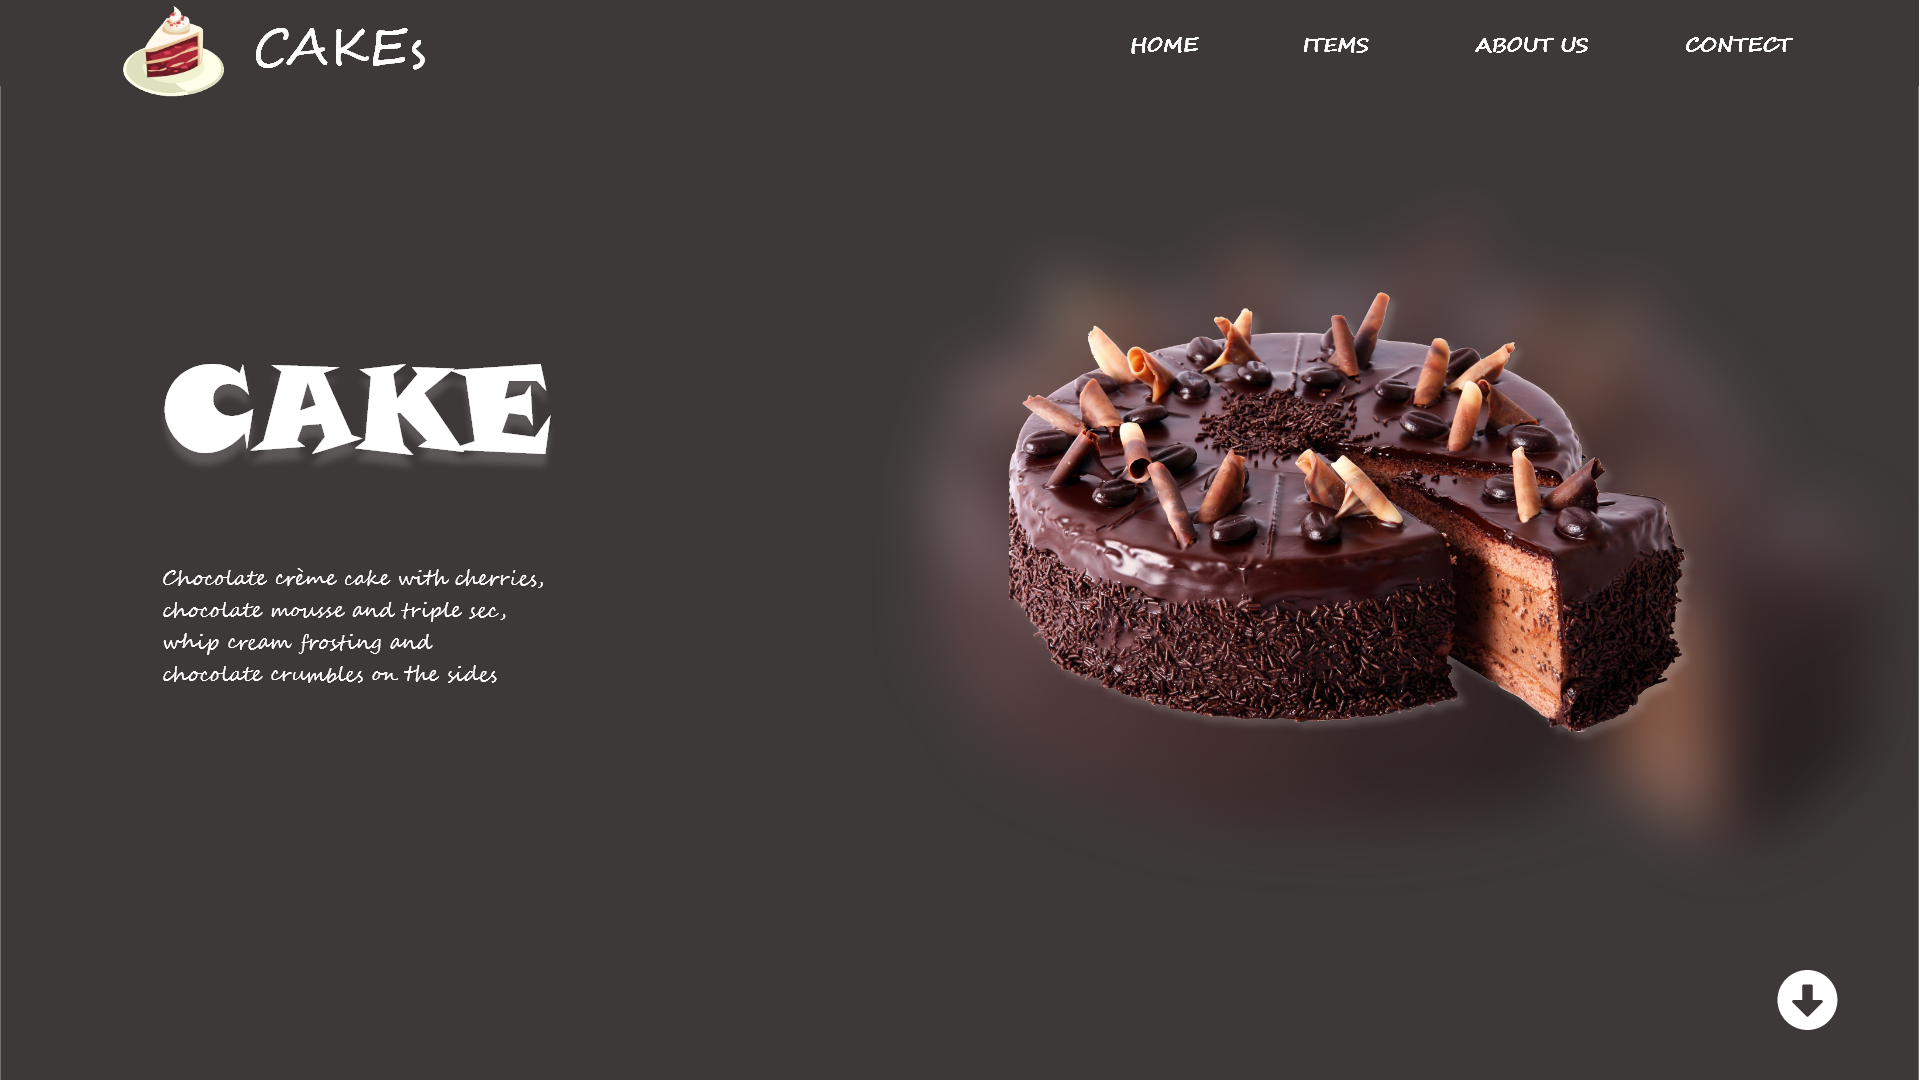 CAKEs
HOME
ITEMS
ABOUT US
CONTECT
CAKE
Chocolate crème cake with cherries,
chocolate mousse and triple sec,
whip cream frosting and
chocolate crumbles on the sides